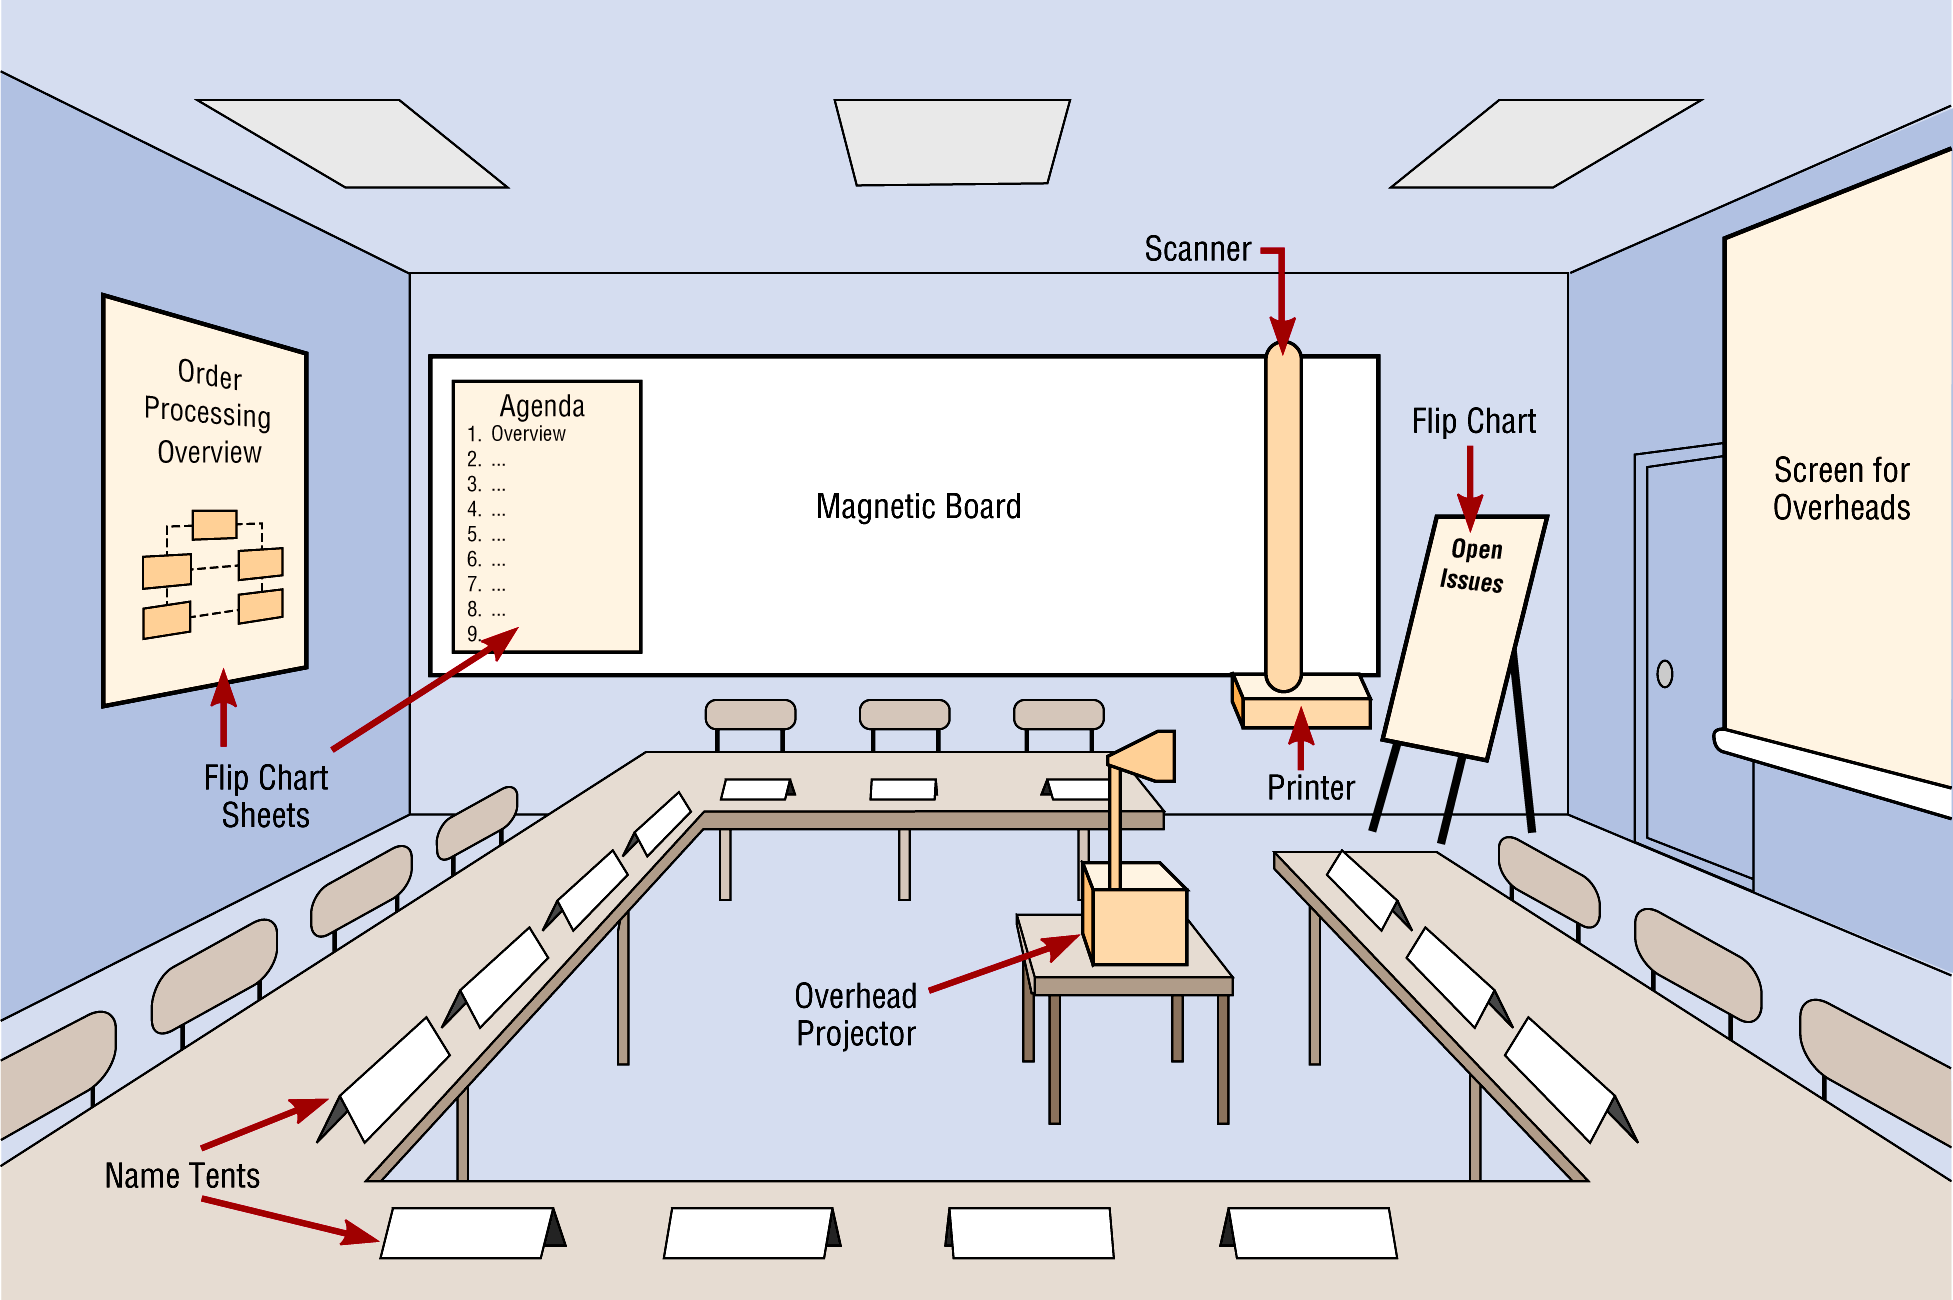 Scanner
Order
Processing
Overview
Agenda
1. Overview
2. ...
3. ...
4. ...
5. ...
6. ...
7. ...
8. ...
9.
Magnetic Board
Flip Chart
Open
Issues
Screen for
Overheads
Flip Chart
Sheets
Printer
Overhead
Projector
Name Tents